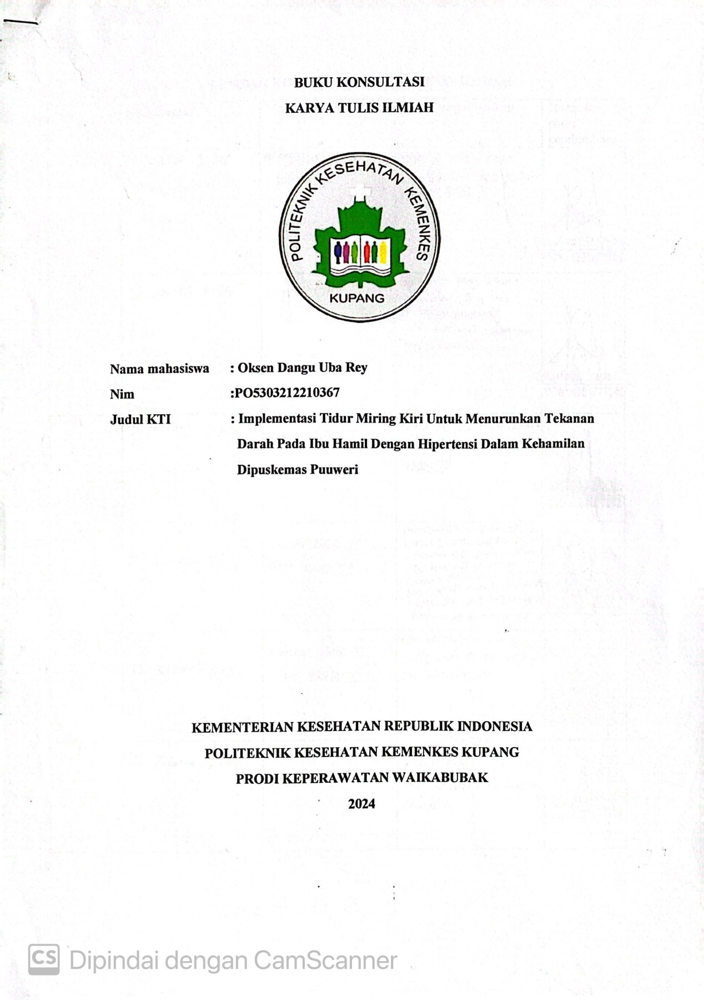 BUKU KONSULTASI
KARYA TULIS ILMIAH
POLITEKNIK KESEHATAN KEMENKES
KUPANG
Nama mahasiswa : Oksen Dangu Uba Rey
Nim :PO5303212210367
Judul KTI : Implementasi Tidur Miring Kiri Untuk Menurunkan Tekanan
Darah Pada Ibu Hamil Dengan Hipertensi Dalam Kehamilan
Dipuskemas Puuweri
KEMENTERIAN KESEHATAN REPUBLIK INDONESIA
POLITEKNIK KESEHATAN KEMENKES KUPANG
PRODI KEPERAWATAN WAIKABUBAK
2024
CS Dipindai dengan CamScanner